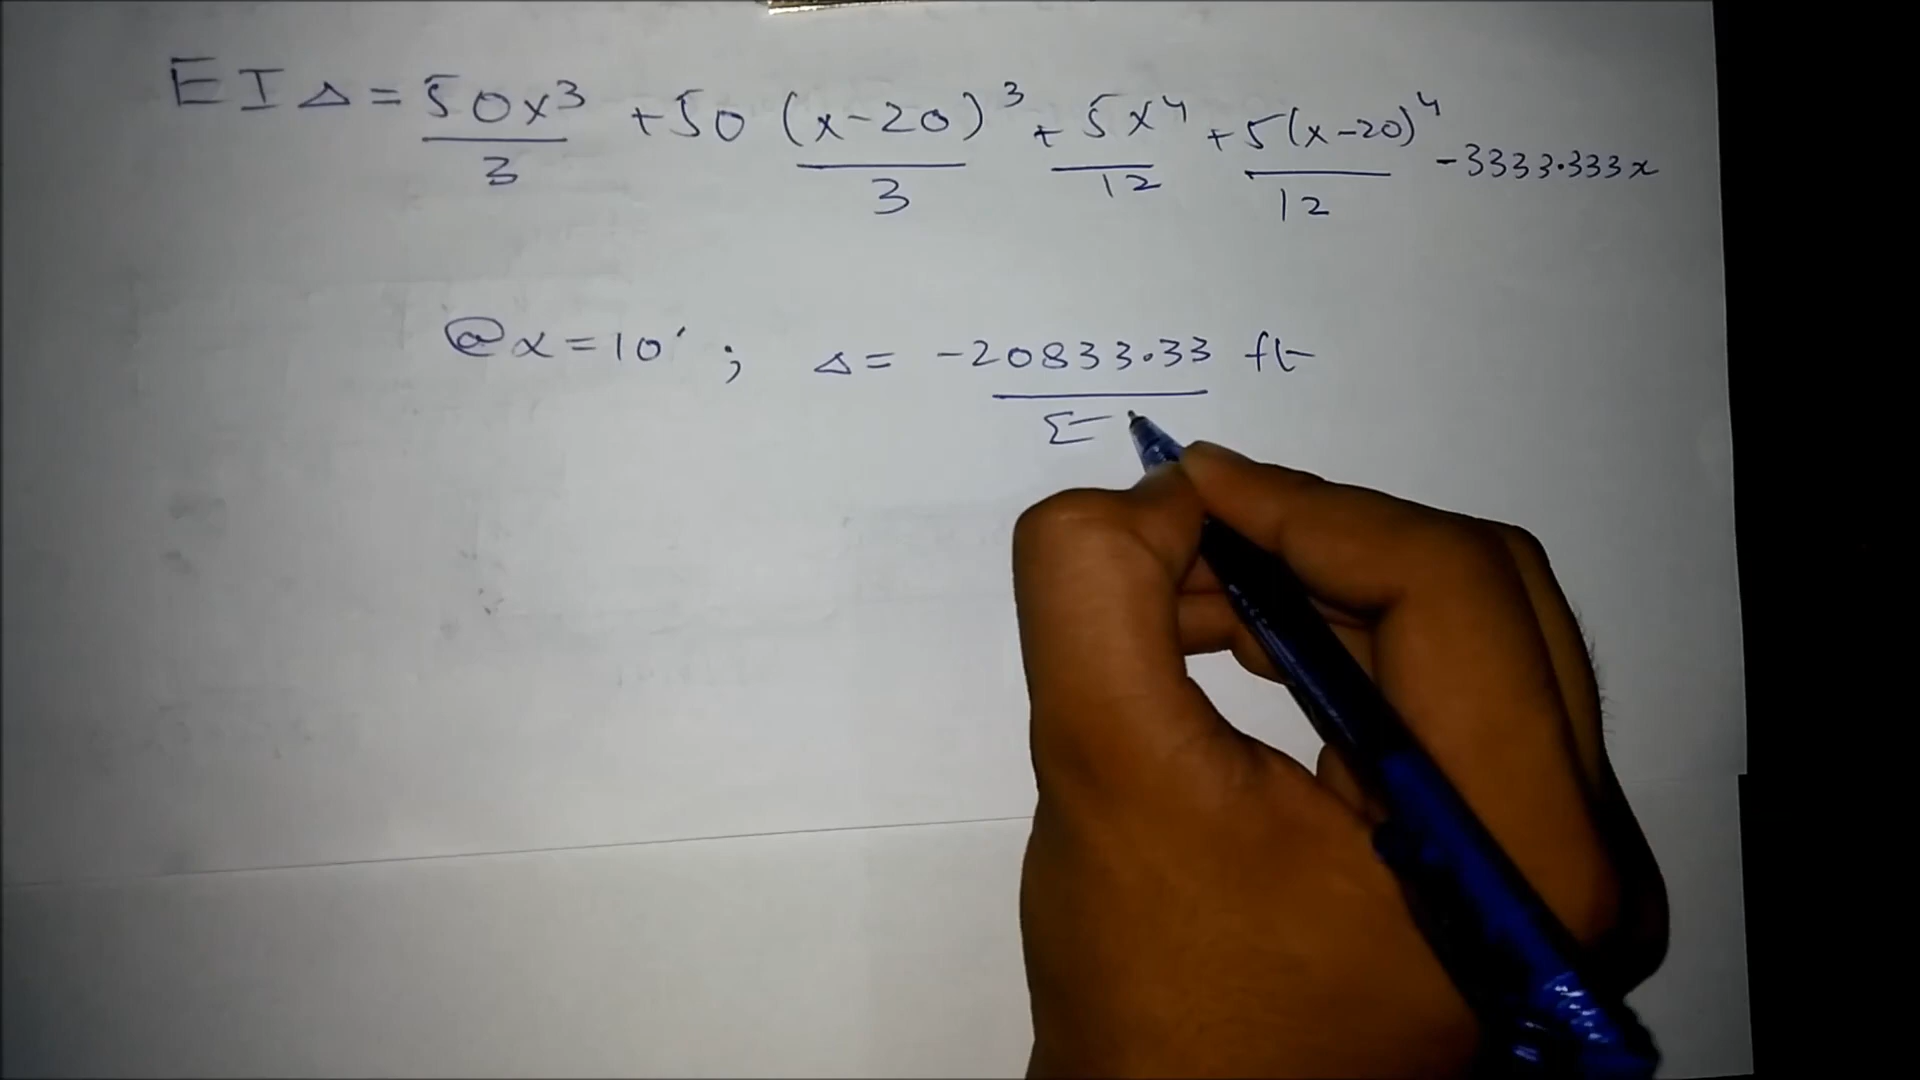 EIΔ = 50x³/3 + 50 (x-20)³/3 + 5x⁴/12 + 5(x-20)⁴/12 - 3333.333x
@x=10' ; Δ = -20833.33/E ft